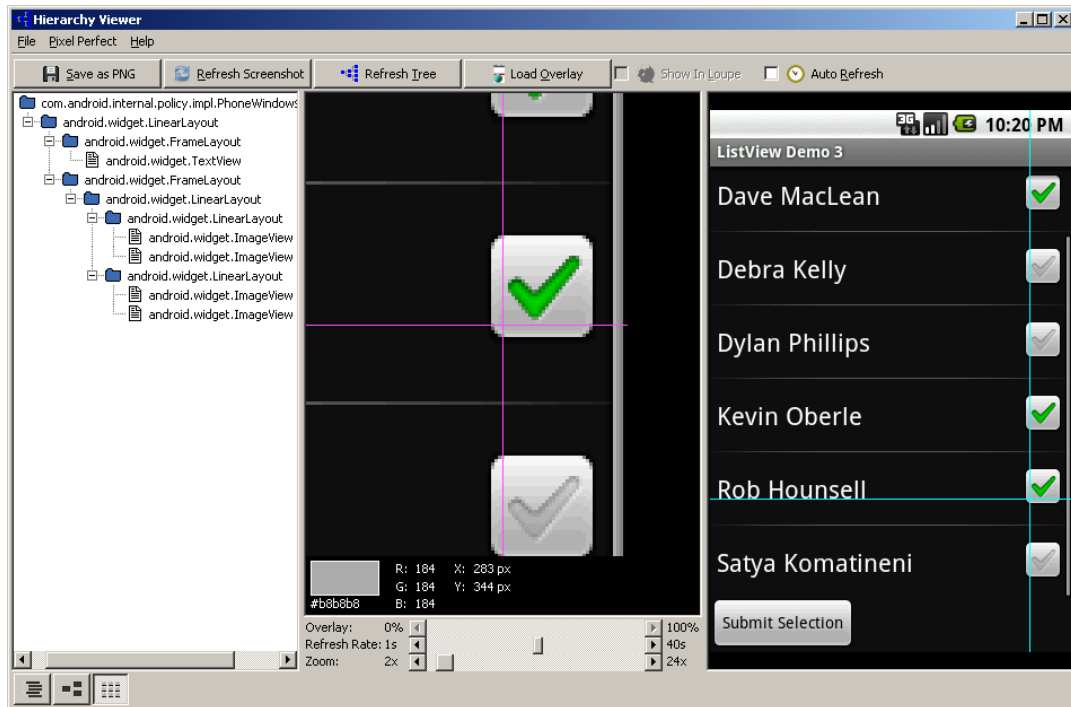 Hierarchy Viewer
File Pixel Perfect Help
Save as PNG Refresh Screenshot Refresh Tree Load Overlay Show In Loupe Auto Refresh
com.android.internal.policy.impl.PhoneWindow$
android.widget.LinearLayout
android.widget.FrameLayout
android.widget.TextView
android.widget.FrameLayout
android.widget.LinearLayout
android.widget.LinearLayout
android.widget.ImageView
android.widget.ImageView
android.widget.LinearLayout
android.widget.ImageView
android.widget.ImageView
R: 184 X: 283 px
G: 184 Y: 344 px
#b8b8b8 B: 184
Overlay: 0% 100%
Refresh Rate: 1s 40s
Zoom: 2x 24x
3G 10:20 PM
ListView Demo 3
Dave MacLean
Debra Kelly
Dylan Phillips
Kevin Oberle
Rob Hounsell
Satya Komatineni
Submit Selection